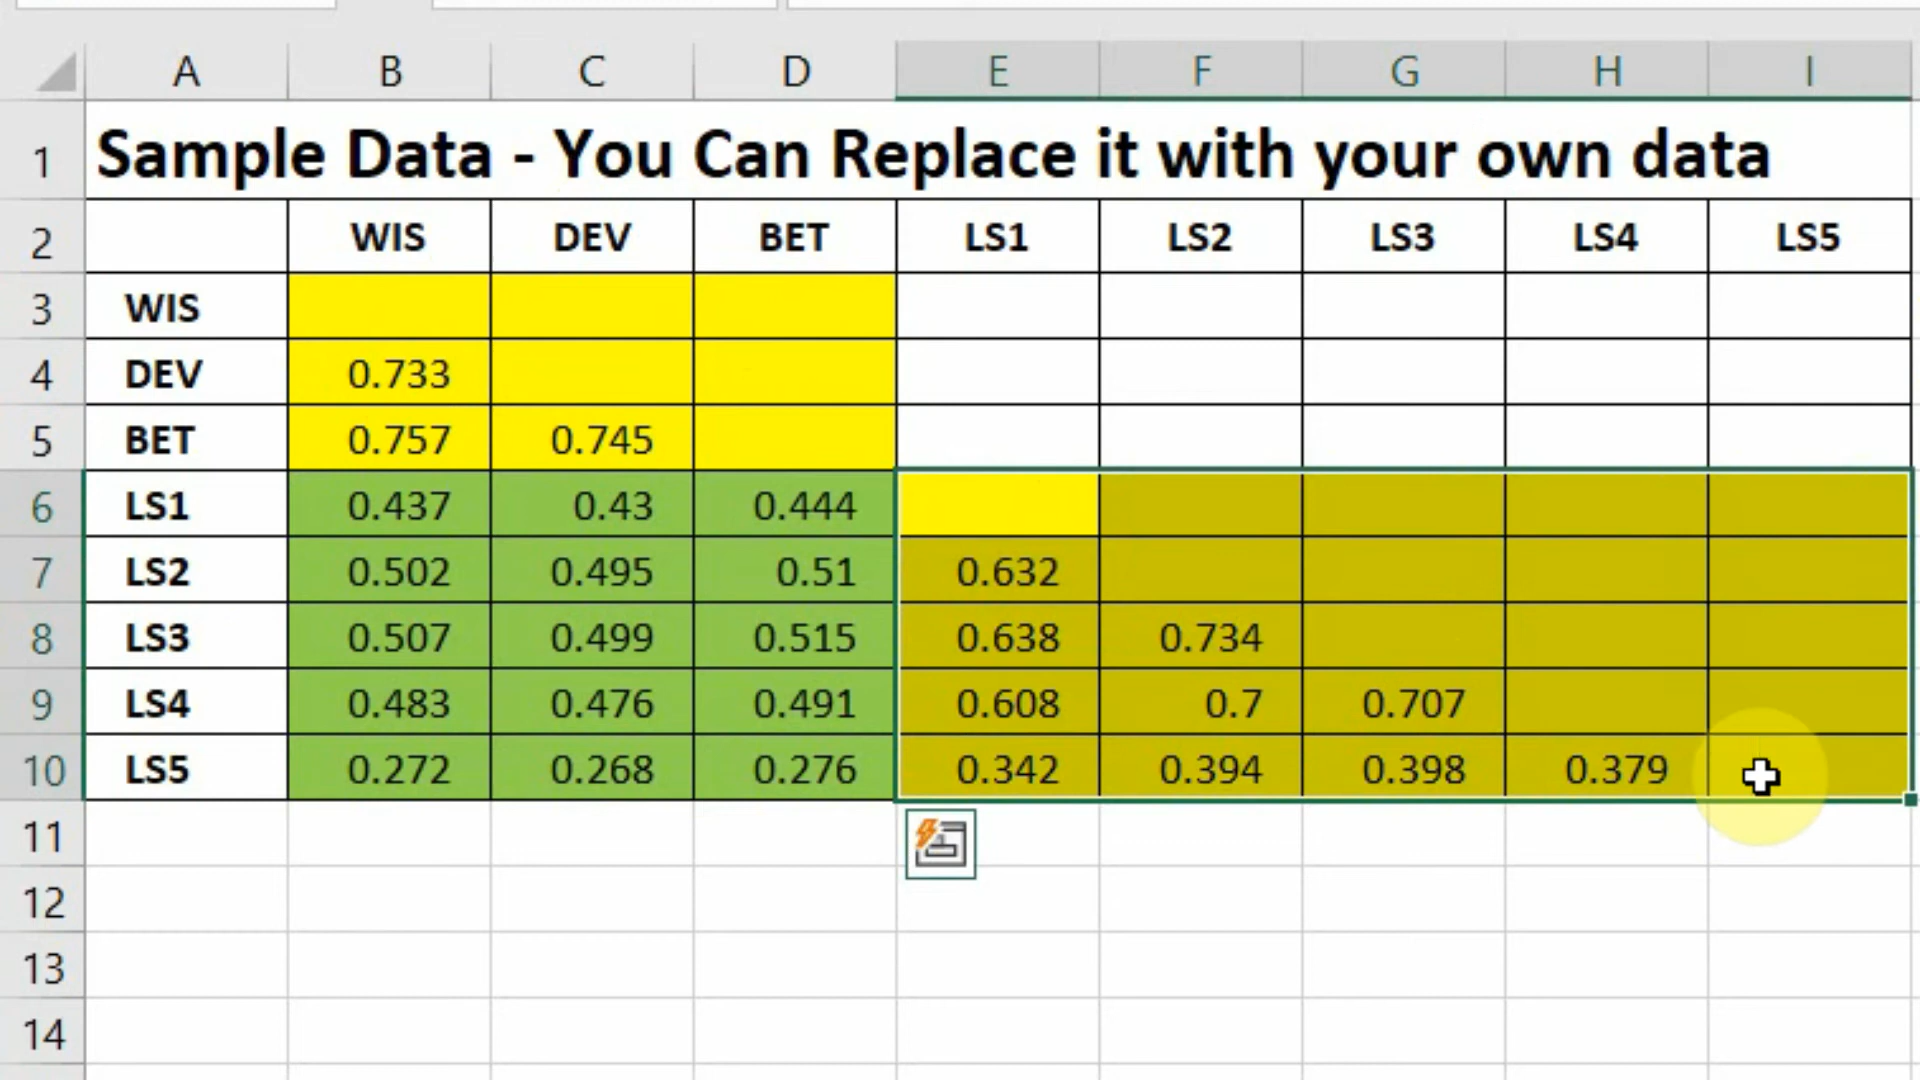 A B C D E F G H I
1 Sample Data - You Can Replace it with your own data
2 WIS DEV BET LS1 LS2 LS3 LS4 LS5
3 WIS
4 DEV 0.733
5 BET 0.757 0.745
6 LS1 0.437 0.43 0.444
7 LS2 0.502 0.495 0.51 0.632
8 LS3 0.507 0.499 0.515 0.638 0.734
9 LS4 0.483 0.476 0.491 0.608 0.7 0.707
10 LS5 0.272 0.268 0.276 0.342 0.394 0.398 0.379
11
12
13
14